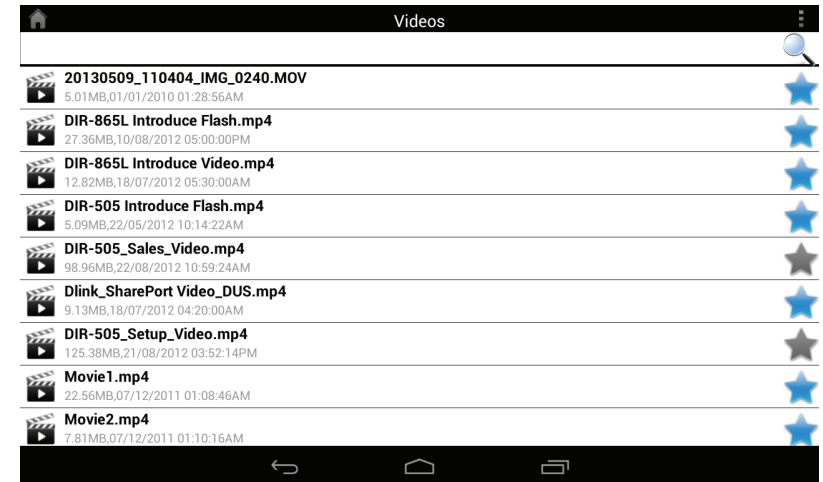 Videos
20130509_110404_IMG_0240.MOV
5.01MB,01/01/2010 01:28:56AM
DIR-865L Introduce Flash.mp4
27.36MB,10/08/2012 05:00:00PM
DIR-865L Introduce Video.mp4
12.82MB,18/07/2012 05:30:00AM
DIR-505 Introduce Flash.mp4
5.09MB,22/05/2012 10:14:22AM
DIR-505_Sales_Video.mp4
98.96MB,22/08/2012 10:59:24AM
Dlink_SharePort Video_DUS.mp4
9.13MB,18/07/2012 04:20:00AM
DIR-505_Setup_Video.mp4
125.38MB,21/08/2012 03:52:14PM
Movie1.mp4
22.56MB,07/12/2011 01:08:46AM
Movie2.mp4
7.81MB,07/12/2011 01:10:16AM